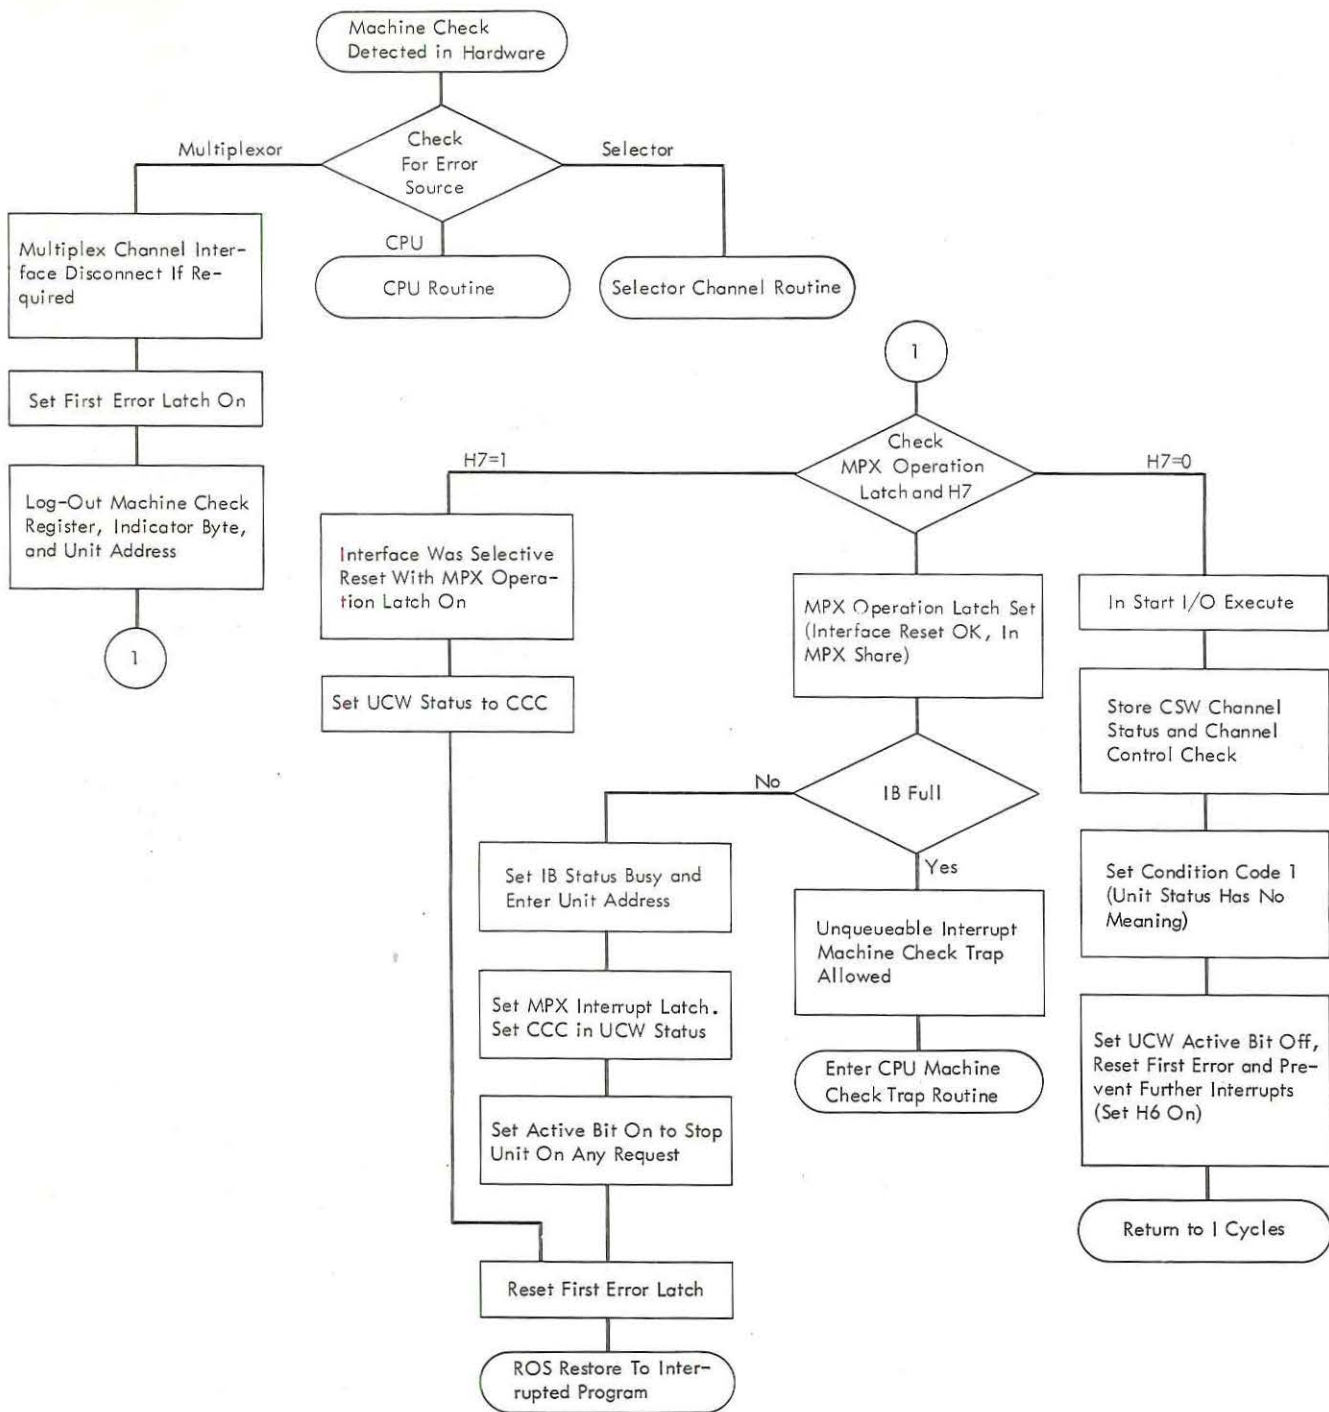 Machine Check
Detected in Hardware
Check
For Error
Source
Multiplexor
Selector
CPU
Multiplex Channel Inter-
face Disconnect If Re-
quired
CPU Routine
Selector Channel Routine
Set First Error Latch On
Log-Out Machine Check
Register, Indicator Byte,
and Unit Address
1
1
Check
MPX Operation
Latch and H7
H7=1
H7=0
Interface Was Selective
Reset With MPX Opera-
tion Latch On
Set UCW Status to CCC
MPX Operation Latch Set
(Interface Reset OK, In
MPX Share)
IB Full
No
Yes
Set IB Status Busy and
Enter Unit Address
Set MPX Interrupt Latch.
Set CCC in UCW Status
Set Active Bit On to Stop
Unit On Any Request
Reset First Error Latch
ROS Restore To Inter-
rupted Program
Unqueueable Interrupt
Machine Check Trap
Allowed
Enter CPU Machine
Check Trap Routine
In Start I/O Execute
Store CSW Channel
Status and Channel
Control Check
Set Condition Code 1
(Unit Status Has No
Meaning)
Set UCW Active Bit Off,
Reset First Error and Pre-
vent Further Interrupts
(Set H6 On)
Return to I Cycles